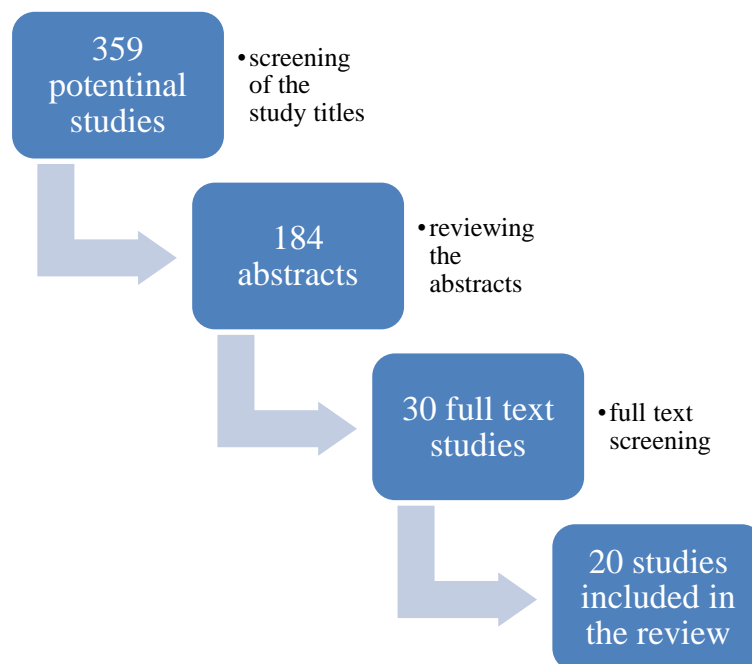 359
potentinal
studies
•screening
of the
study titles
184
abstracts
•reviewing
the
abstracts
30 full text
studies
•full text
screening
20 studies
included in
the review